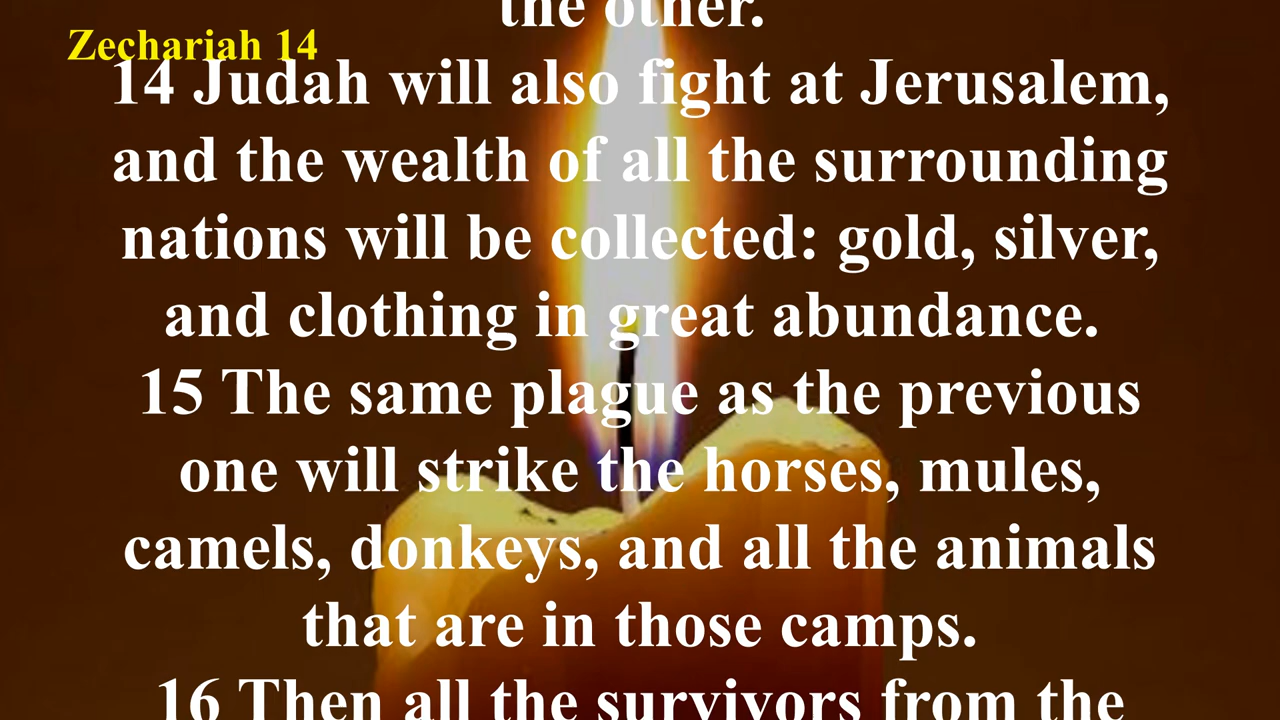 the other.
Zechariah 14
14 Judah will also fight at Jerusalem,
and the wealth of all the surrounding
nations will be collected: gold, silver,
and clothing in great abundance.
15 The same plague as the previous
one will strike the horses, mules,
camels, donkeys, and all the animals
that are in those camps.
16 Then all the survivors from the